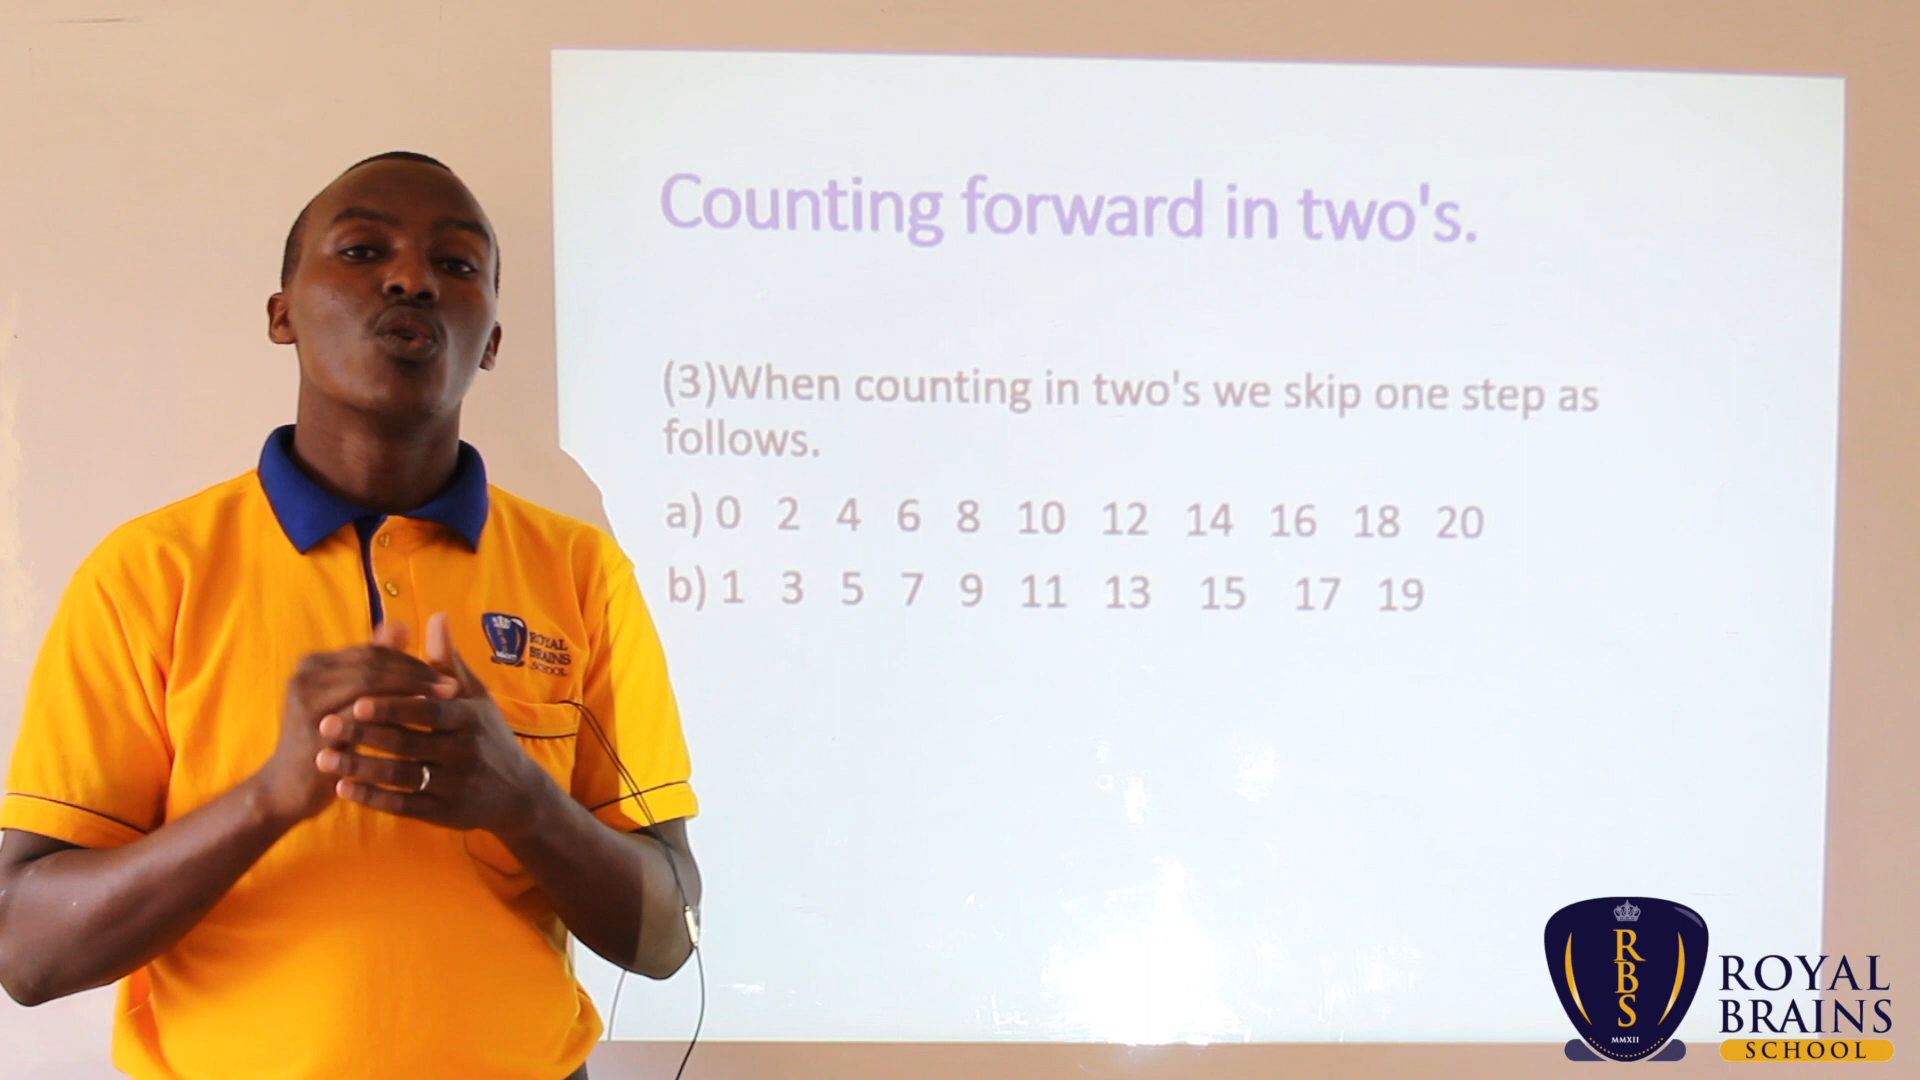 Counting forward in two's.
(3)When counting in two's we skip one step as
follows.
a) 0 2 4 6 8 10 12 14 16 18 20
b) 1 3 5 7 9 11 13 15 17 19
ROYAL
BRAINS
SCHOOL
RBS
MMXII
ROYAL
BRAINS
SCHOOL